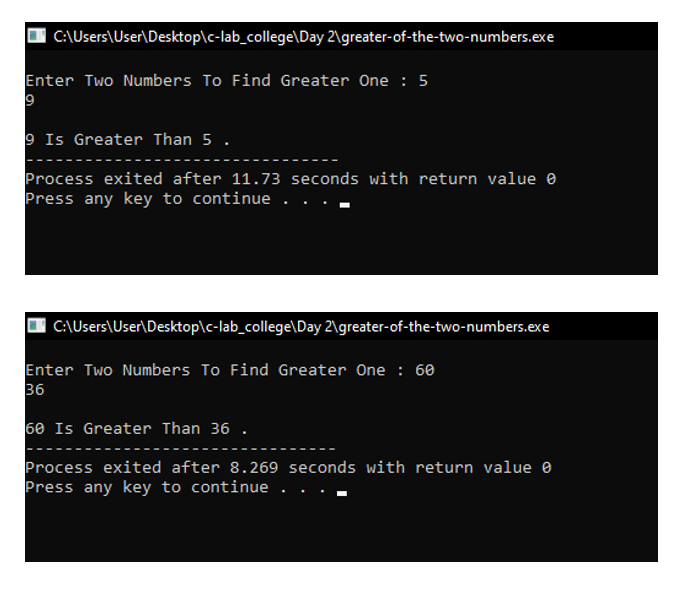 C:\Users\User\Desktop\c-lab_college\Day 2\greater-of-the-two-numbers.exe
Enter Two Numbers To Find Greater One : 5
9
9 Is Greater Than 5 .
--------------------------------
Process exited after 11.73 seconds with return value 0
Press any key to continue . . .
C:\Users\User\Desktop\c-lab_college\Day 2\greater-of-the-two-numbers.exe
Enter Two Numbers To Find Greater One : 60
36
60 Is Greater Than 36 .
--------------------------------
Process exited after 8.269 seconds with return value 0
Press any key to continue . . .